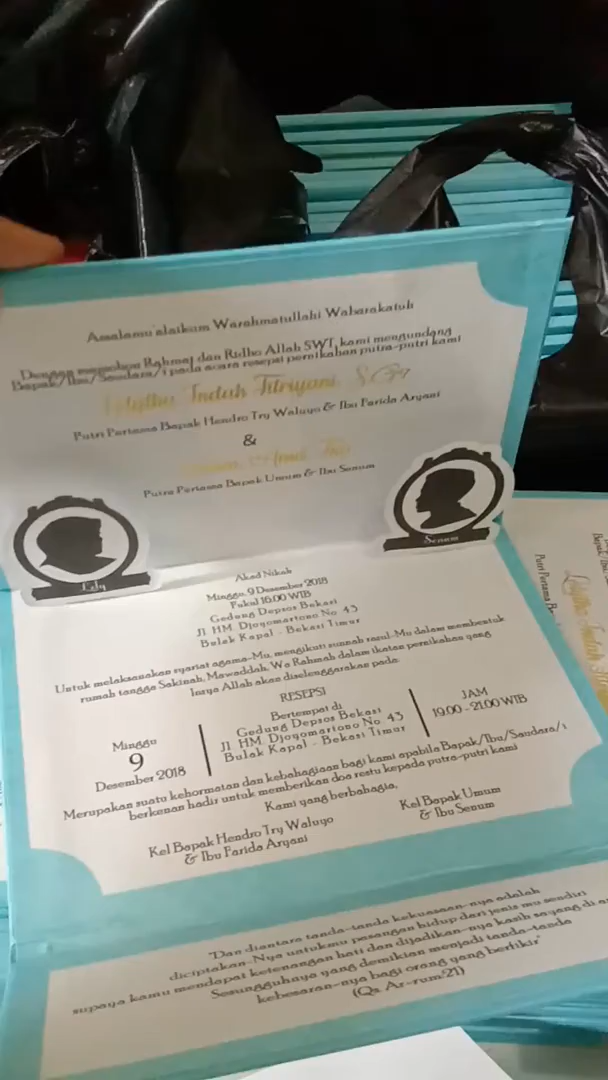 Assalamu'alaikum Warahmatullahi Wabarakatuh
Dengan memohon Rahmat dan Ridho Allah SWT, kami mengundang
Bapak/Ibu/Saudara/i pada acara resepsi pernikahan putra-putri kami
Indah Fitriyani, S.Gz
Putri Pertama Bapak Hendro Try Waluyo & Ibu Farida Aryani
&
Putra Pertama Bapak Umum & Ibu Senum
Lely
Senum
Akad Nikah
Minggu, 9 Desember 2018
Pukul 16.00 WIB
Gedung Depsos Bekasi
Jl HM Djoyomartono No 43
Bulak Kapal - Bekasi Timur
Untuk melaksanakan syariat agama-Mu, mengikuti sunnah rasul-Mu dalam membentuk
rumah tangga Sakinah, Mawaddah, Wa Rahmah dalam ikatan pernikahan yang
Insya Allah akan diselenggarakan pada:
RESEPSI
Minggu
9
Desember 2018
Bertempat di
Gedung Depsos Bekasi
Jl HM Djoyomartono No 43
Bulak Kapal - Bekasi Timur
JAM
19.00 - 21.00 WIB
Merupakan suatu kehormatan dan kebahagiaan bagi kami apabila Bapak/Ibu/Saudara/i
berkenan hadir untuk memberikan doa restu kepada putra-putri kami
Kami yang berbahagia,
Kel Bapak Hendro Try Waluyo
& Ibu Farida Aryani
Kel Bapak Umum
& Ibu Senum
"Dan diantara tanda-tanda kekuasaan-nya adalah
diciptakan-Nya untukmu pasangan hidup dari jenis mu sendiri
supaya kamu mendapat ketenangan hati dan dijadikan-nya kasih sayang di
Sesungguhnya yang demikian menjadi tanda-tanda
kebesaran-nya bagi orang yang berfikir"
(Qs. Ar-rum:21)
Putri Pertama